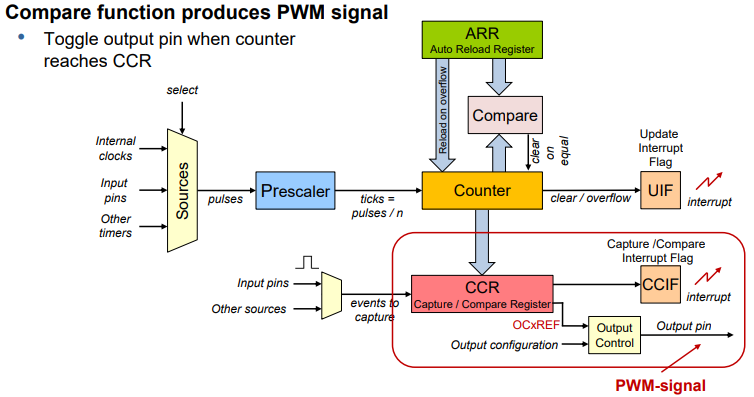 Compare function produces PWM signal
• Toggle output pin when counter
reaches CCR
ARR
Auto Reload Register
select
Reload on overflow
Compare
clear
on
equal
Internal
clocks
Input
pins
Other
timers
Sources
pulses
Prescaler
ticks =
pulses / n
Counter
clear / overflow
Update
Interrupt
Flag
UIF
interrupt
Input pins
Other sources
events to
capture
CCR
Capture / Compare Register
Capture /Compare
Interrupt Flag
CCIF
interrupt
OCxREF
Output configuration
Output
Control
Output pin
PWM-signal